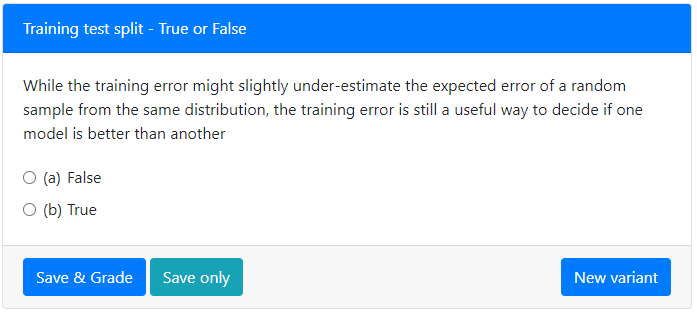 Training test split - True or False
While the training error might slightly under-estimate the expected error of a random
sample from the same distribution, the training error is still a useful way to decide if one
model is better than another
(a) False
(b) True
Save & Grade Save only New variant